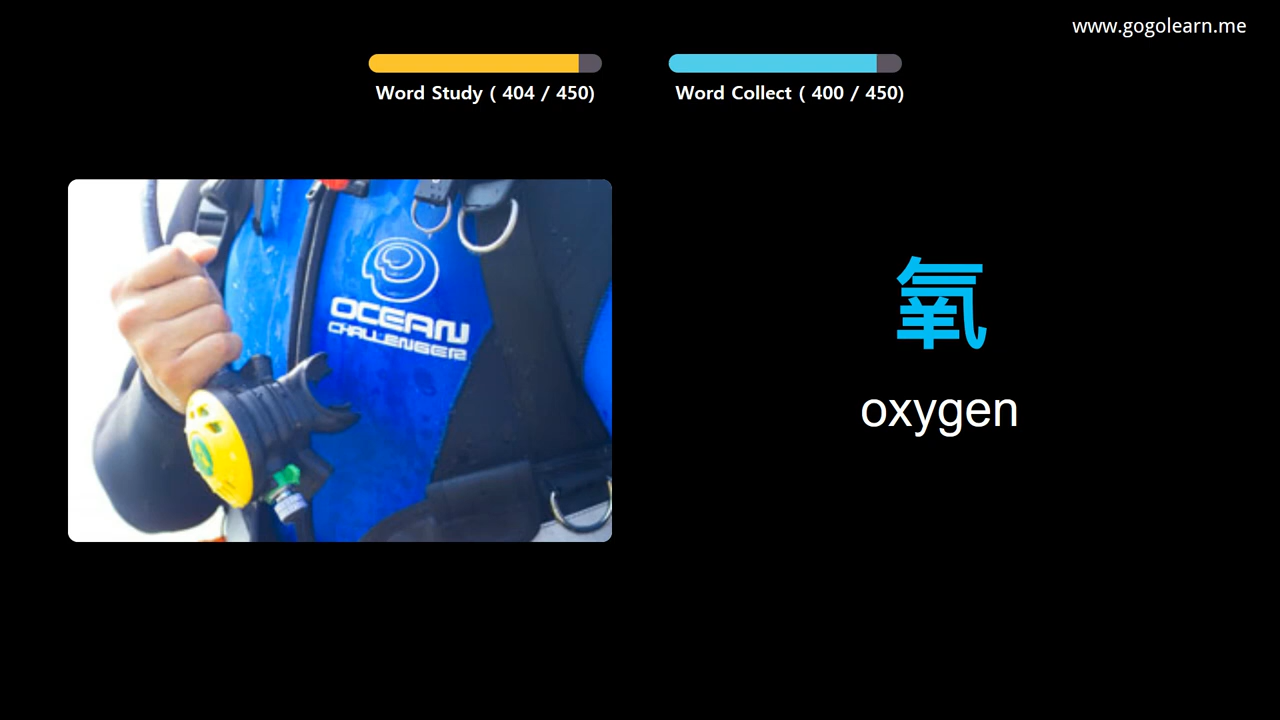 www.gogolearn.me
Word Study ( 404 / 450)
Word Collect ( 400 / 450)
OCEAN
CHALLENGER
氧
oxygen